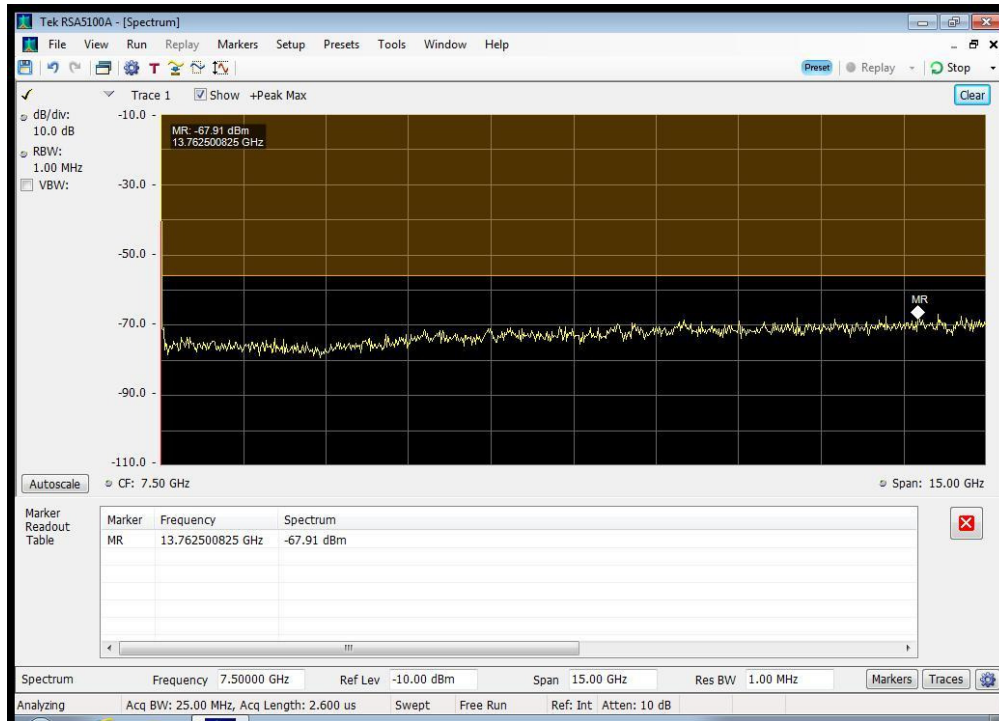 Tek RSA5100A - [Spectrum]
File View Run Replay Markers Setup Presets Tools Window Help
T Preset Replay Stop
Trace 1 Show +Peak Max Clear
dB/div:
10.0 dB
RBW:
1.00 MHz
VBW:
-10.0
MR: -67.91 dBm
13.762500825 GHz
-30.0
-50.0
MR
-70.0
-90.0
-110.0
Autoscale CF: 7.50 GHz Span: 15.00 GHz
Marker
Readout
Table
Marker Frequency Spectrum
MR 13.762500825 GHz -67.91 dBm
Spectrum Frequency 7.50000 GHz Ref Lev -10.00 dBm Span 15.00 GHz Res BW 1.00 MHz Markers Traces
Analyzing Acq BW: 25.00 MHz, Acq Length: 2.600 us Swept Free Run Ref: Int Atten: 10 dB